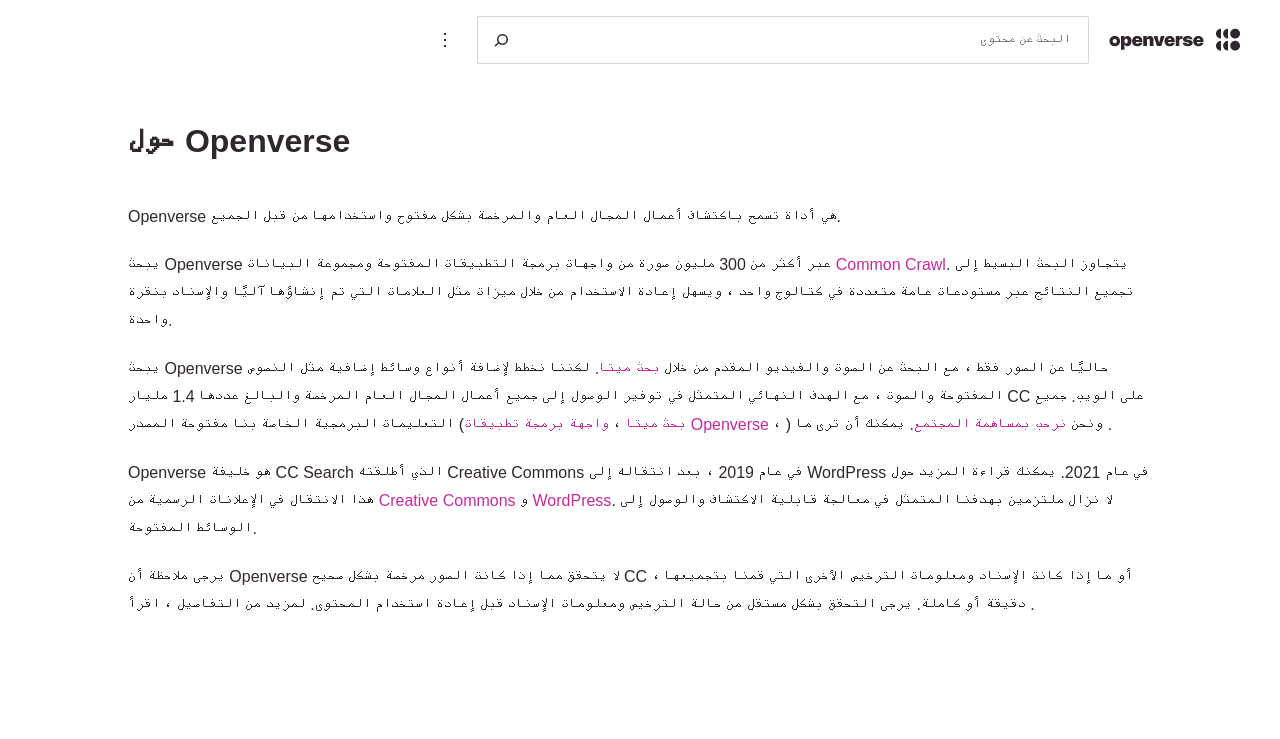 openverse
البحث عن محتوى
حول Openverse
Openverse هي أداة تسمح باكتشاف أعمال المجال العام والمرخصة بشكل مفتوح واستخدامها من قبل الجميع.
يبحث Openverse عبر أكثر من 300 مليون صورة من واجهات برمجة التطبيقات المفتوحة ومجموعة البيانات Common Crawl. يتجاوز البحث البسيط إلى
تجميع النتائج عبر مستودعات عامة متعددة في كتالوج واحد ، ويسهل إعادة الاستخدام من خلال ميزات مثل العلامات التي تم إنشاؤها آليًا والإسناد بنقرة
واحدة.
يبحث Openverse حاليًا عن الصور فقط ، مع البحث عن الصوت والفيديو المقدم من خلال بحث ميتا. لكننا نخطط لإضافة أنواع وسائط إضافية مثل النصوص
المفتوحة والصوت ، مع الهدف النهائي المتمثل في توفير الوصول إلى جميع أعمال المجال العام المرخصة والبالغ عددها 1.4 مليار CC على الويب. جميع
التعليمات البرمجية الخاصة بنا مفتوحة المصدر (بحث ميتا ، واجهة برمجة تطبيقات Openverse ، ) ونحن نرحب بمساهمة المجتمع. يمكنك أن ترى ما .
Openverse هو خليفة CC Search الذي أطلقته Creative Commons في عام 2019 ، بعد انتقاله إلى WordPress في عام 2021. يمكنك قراءة المزيد حول
هذا الانتقال في الإعلانات الرسمية من Creative Commons و WordPress. لا نزال ملتزمين بهدفنا المتمثل في معالجة قابلية الاكتشاف والوصول إلى
الوسائط المفتوحة.
يرجى ملاحظة أن Openverse لا يتحقق مما إذا كانت الصور مرخصة بشكل صحيح CC ، أو ما إذا كانت الإسناد ومعلومات الترخيص الأخرى التي قمنا بتجميعها
دقيقة أو كاملة. يرجى التحقق بشكل مستقل من حالة الترخيص ومعلومات الإسناد قبل إعادة استخدام المحتوى. لمزيد من التفاصيل ، اقرأ .